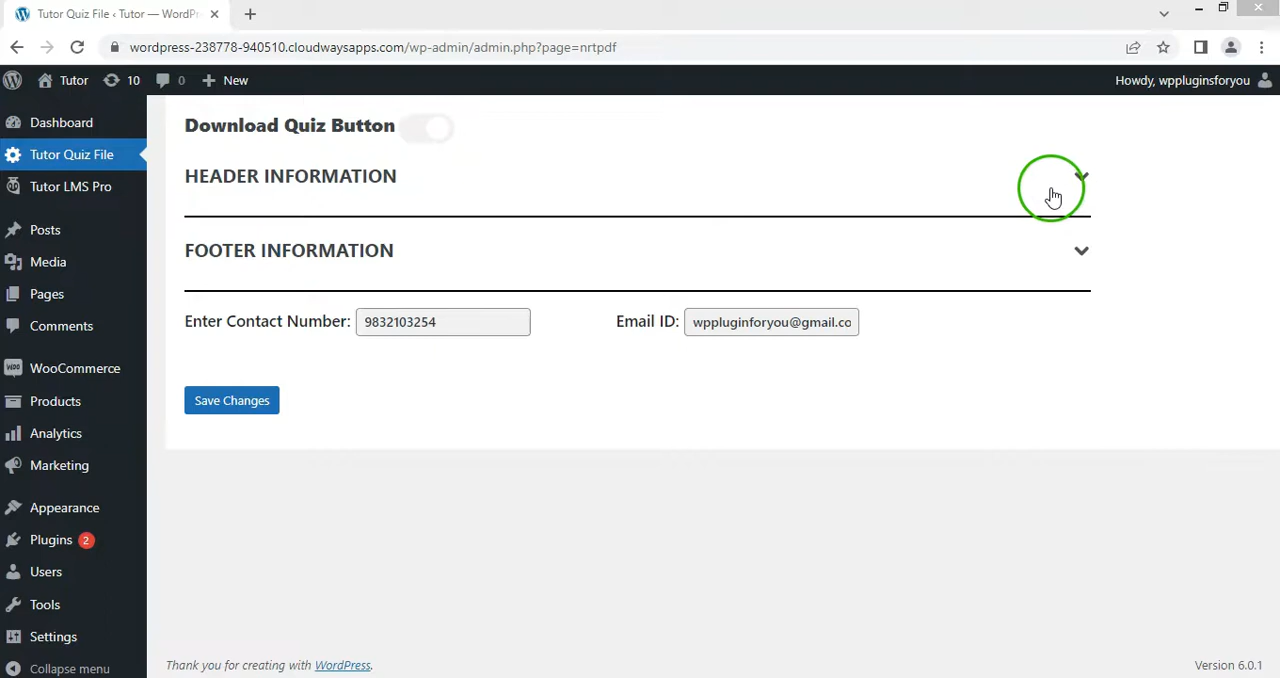 Tutor Quiz File ‹ Tutor — WordPr
wordpress-238778-940510.cloudwaysapps.com/wp-admin/admin.php?page=nrtpdf
Tutor 10 0 New Howdy, wppluginsforyou
Dashboard
Tutor Quiz File
Tutor LMS Pro
Posts
Media
Pages
Comments
WooCommerce
Products
Analytics
Marketing
Appearance
Plugins 2
Users
Tools
Settings
Collapse menu
Download Quiz Button
HEADER INFORMATION
FOOTER INFORMATION
Enter Contact Number: 9832103254 Email ID: wppluginforyou@gmail.co
Save Changes
Thank you for creating with WordPress. Version 6.0.1